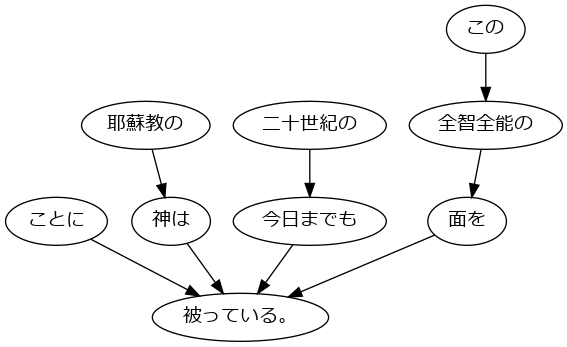 この
耶蘇教の 二十世紀の 全智全能の
ことに 神は 今日までも 面を
被っている。